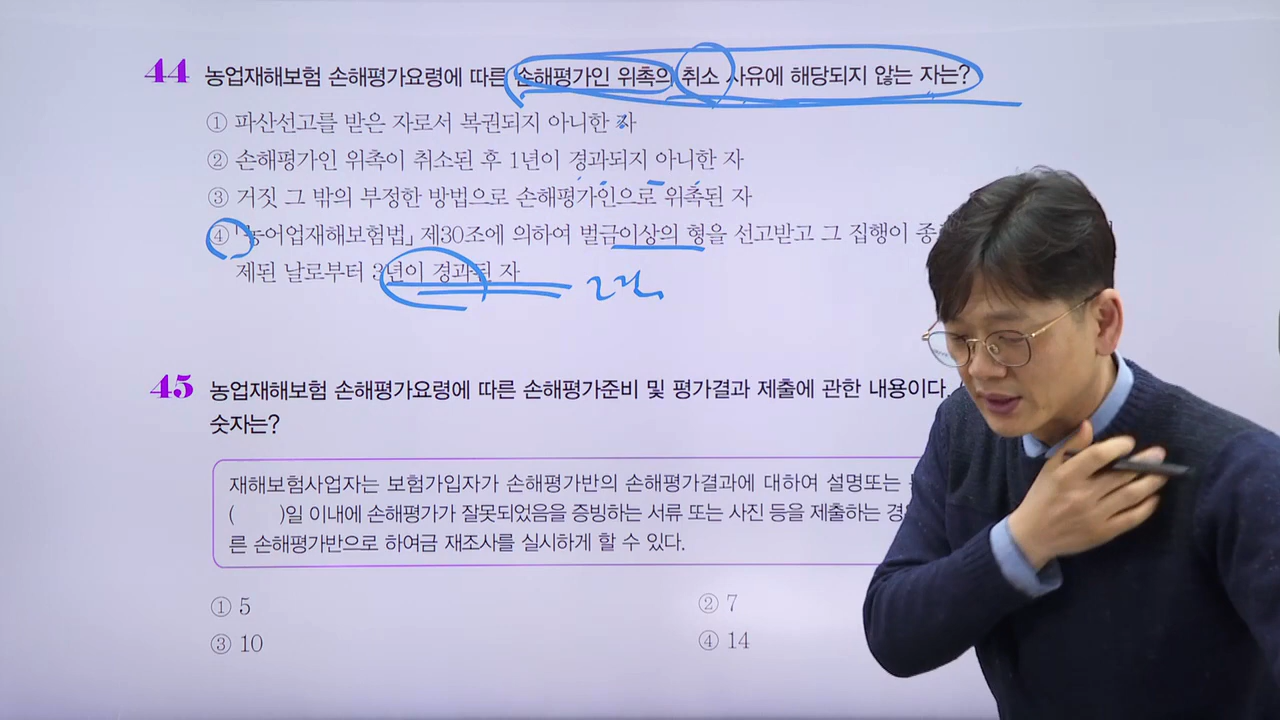 44 농업재해보험 손해평가요령에 따른 손해평가인 위촉의 취소 사유에 해당되지 않는 자는?
① 파산선고를 받은 자로서 복권되지 아니한 자
② 손해평가인 위촉이 취소된 후 1년이 경과되지 아니한 자
③ 거짓 그 밖의 부정한 방법으로 손해평가인으로 위촉된 자
④ 「농어업재해보험법」 제30조에 의하여 벌금이상의 형을 선고받고 그 집행이
제된 날로부터 3년이 경과된 자 2년
45 농업재해보험 손해평가요령에 따른 손해평가준비 및 평가결과 제출에 관한 내용이다.
숫자는?
재해보험사업자는 보험가입자가 손해평가반의 손해평가결과에 대하여 설명또는
( )일 이내에 손해평가가 잘못되었음을 증빙하는 서류 또는 사진 등을 제출하는
른 손해평가반으로 하여금 재조사를 실시하게 할 수 있다.
① 5 ② 7
③ 10 ④ 14